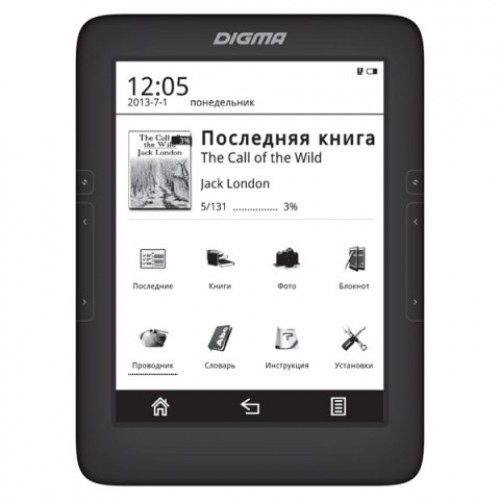 DIGMA
12:05
2013-7-1 понедельник
The Call of
the Wild
Jack London
Последняя книга
The Call of the Wild
Jack London
5/131 ............... 3%
Последние
Книги
Фото
Блокнот
Проводник
Словарь
Инструкция
Установки